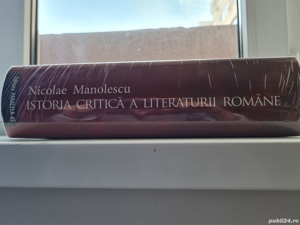 Nicolae Manolescu
ISTORIA CRITICĂ A LITERATURII ROMÂNE
publi24.ro